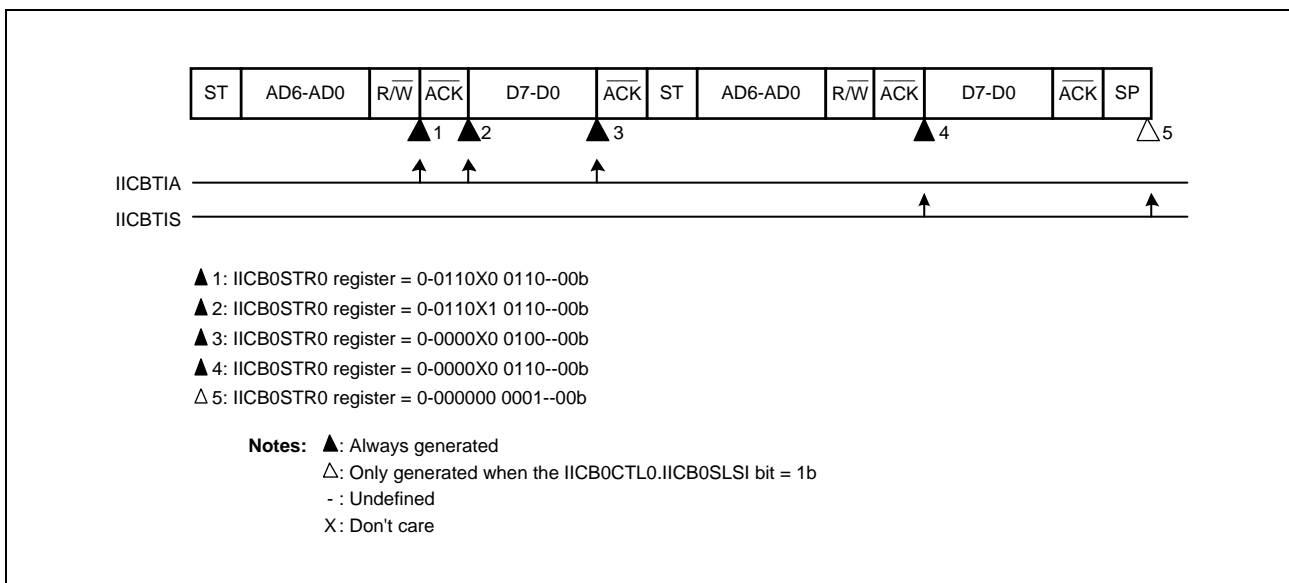 ST AD6-AD0 R/W ACK D7-D0 ACK ST AD6-AD0 R/W ACK D7-D0 ACK SP
▲1 ▲2 ▲3 ▲4 △5
IICBTIA
IICBTIS
▲1: IICB0STR0 register = 0-0110X0 0110--00b
▲2: IICB0STR0 register = 0-0110X1 0110--00b
▲3: IICB0STR0 register = 0-0000X0 0100--00b
▲4: IICB0STR0 register = 0-0000X0 0110--00b
△5: IICB0STR0 register = 0-000000 0001--00b
Notes: ▲: Always generated
△: Only generated when the IICB0CTL0.IICB0SLSI bit = 1b
- : Undefined
X: Don't care